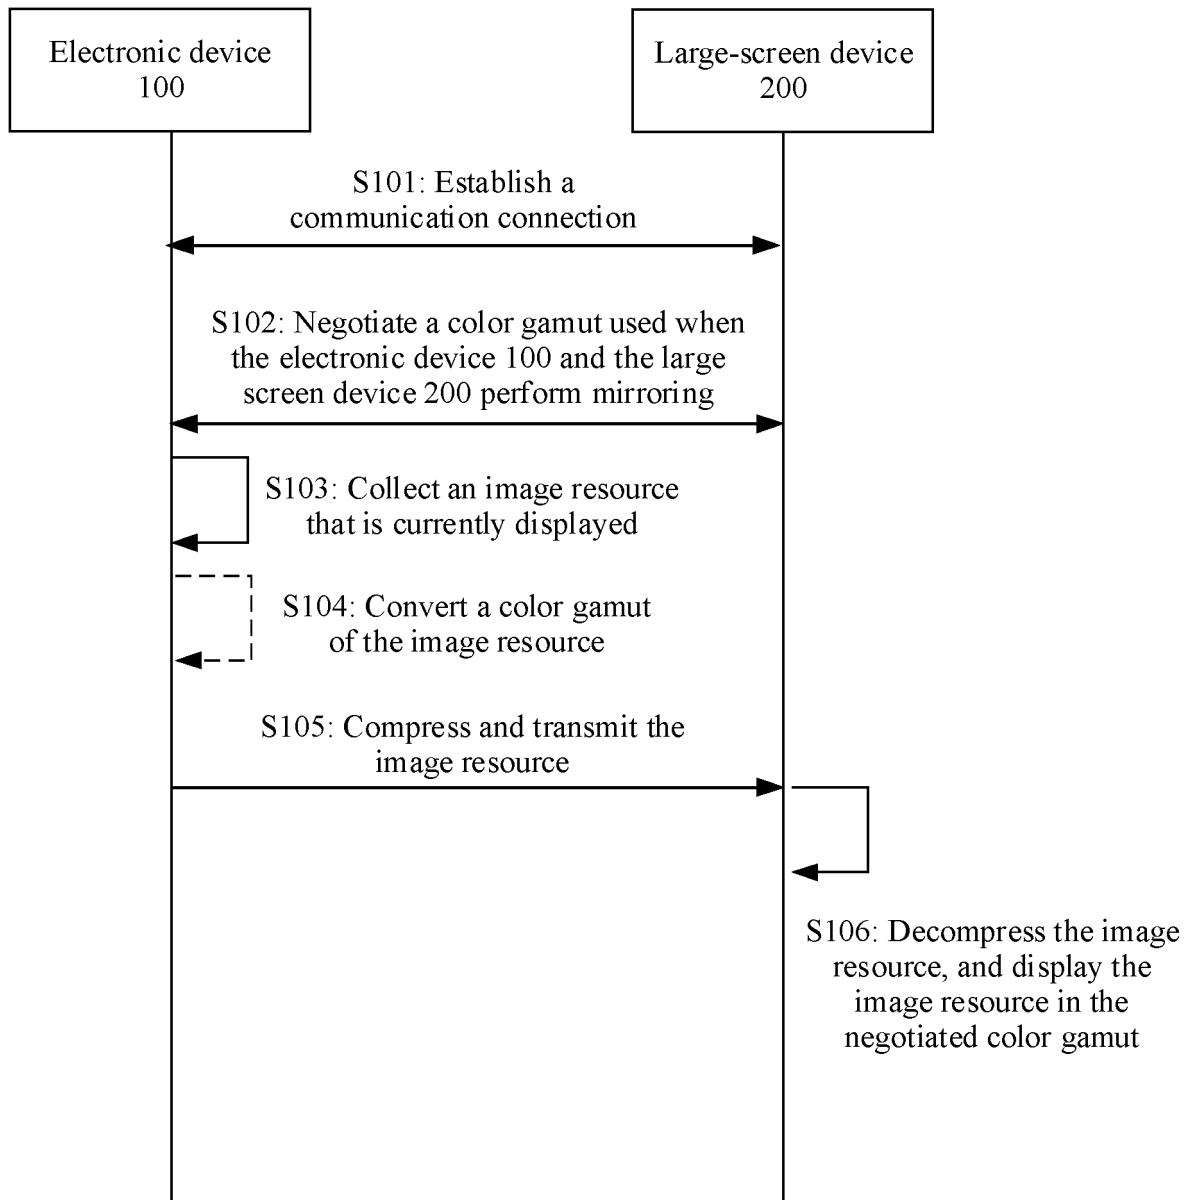 Electronic device
100
Large-screen device
200
S101: Establish a
communication connection
S102: Negotiate a color gamut used when
the electronic device 100 and the large
screen device 200 perform mirroring
S103: Collect an image resource
that is currently displayed
S104: Convert a color gamut
of the image resource
S105: Compress and transmit the
image resource
S106: Decompress the image
resource, and display the
image resource in the
negotiated color gamut